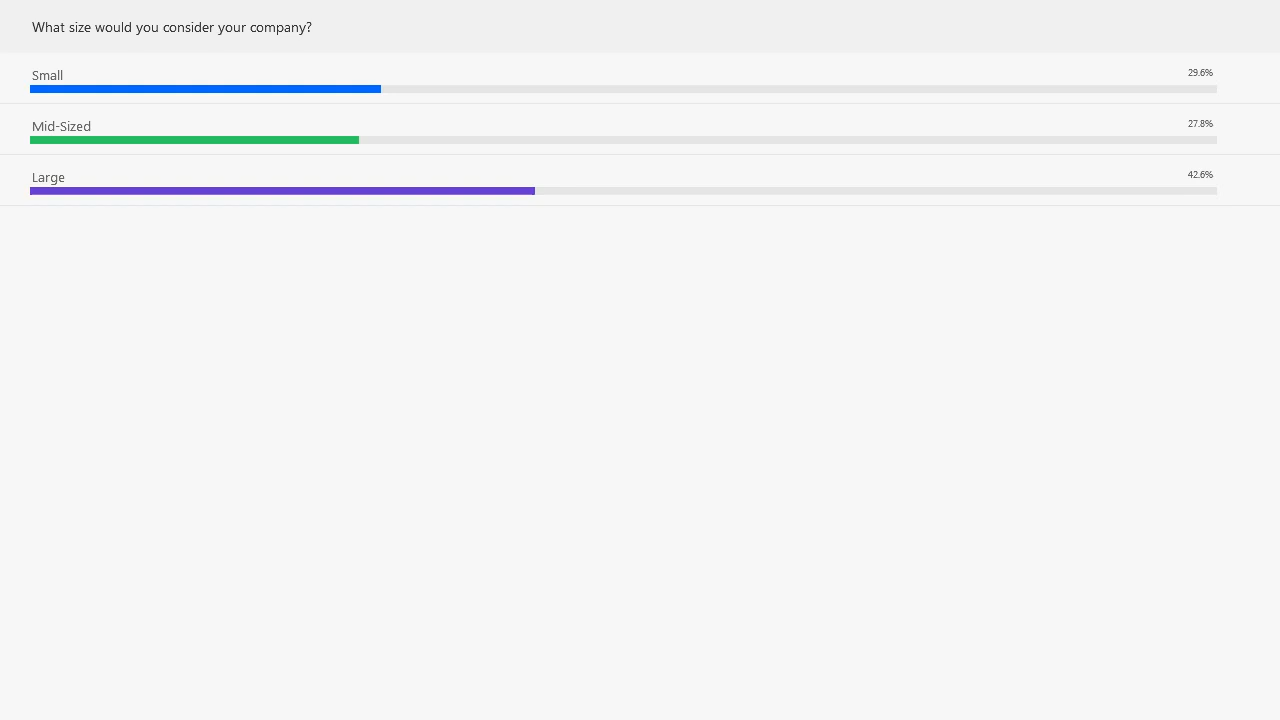 What size would you consider your company?
Small
29.6%
Mid-Sized
27.8%
Large
42.6%